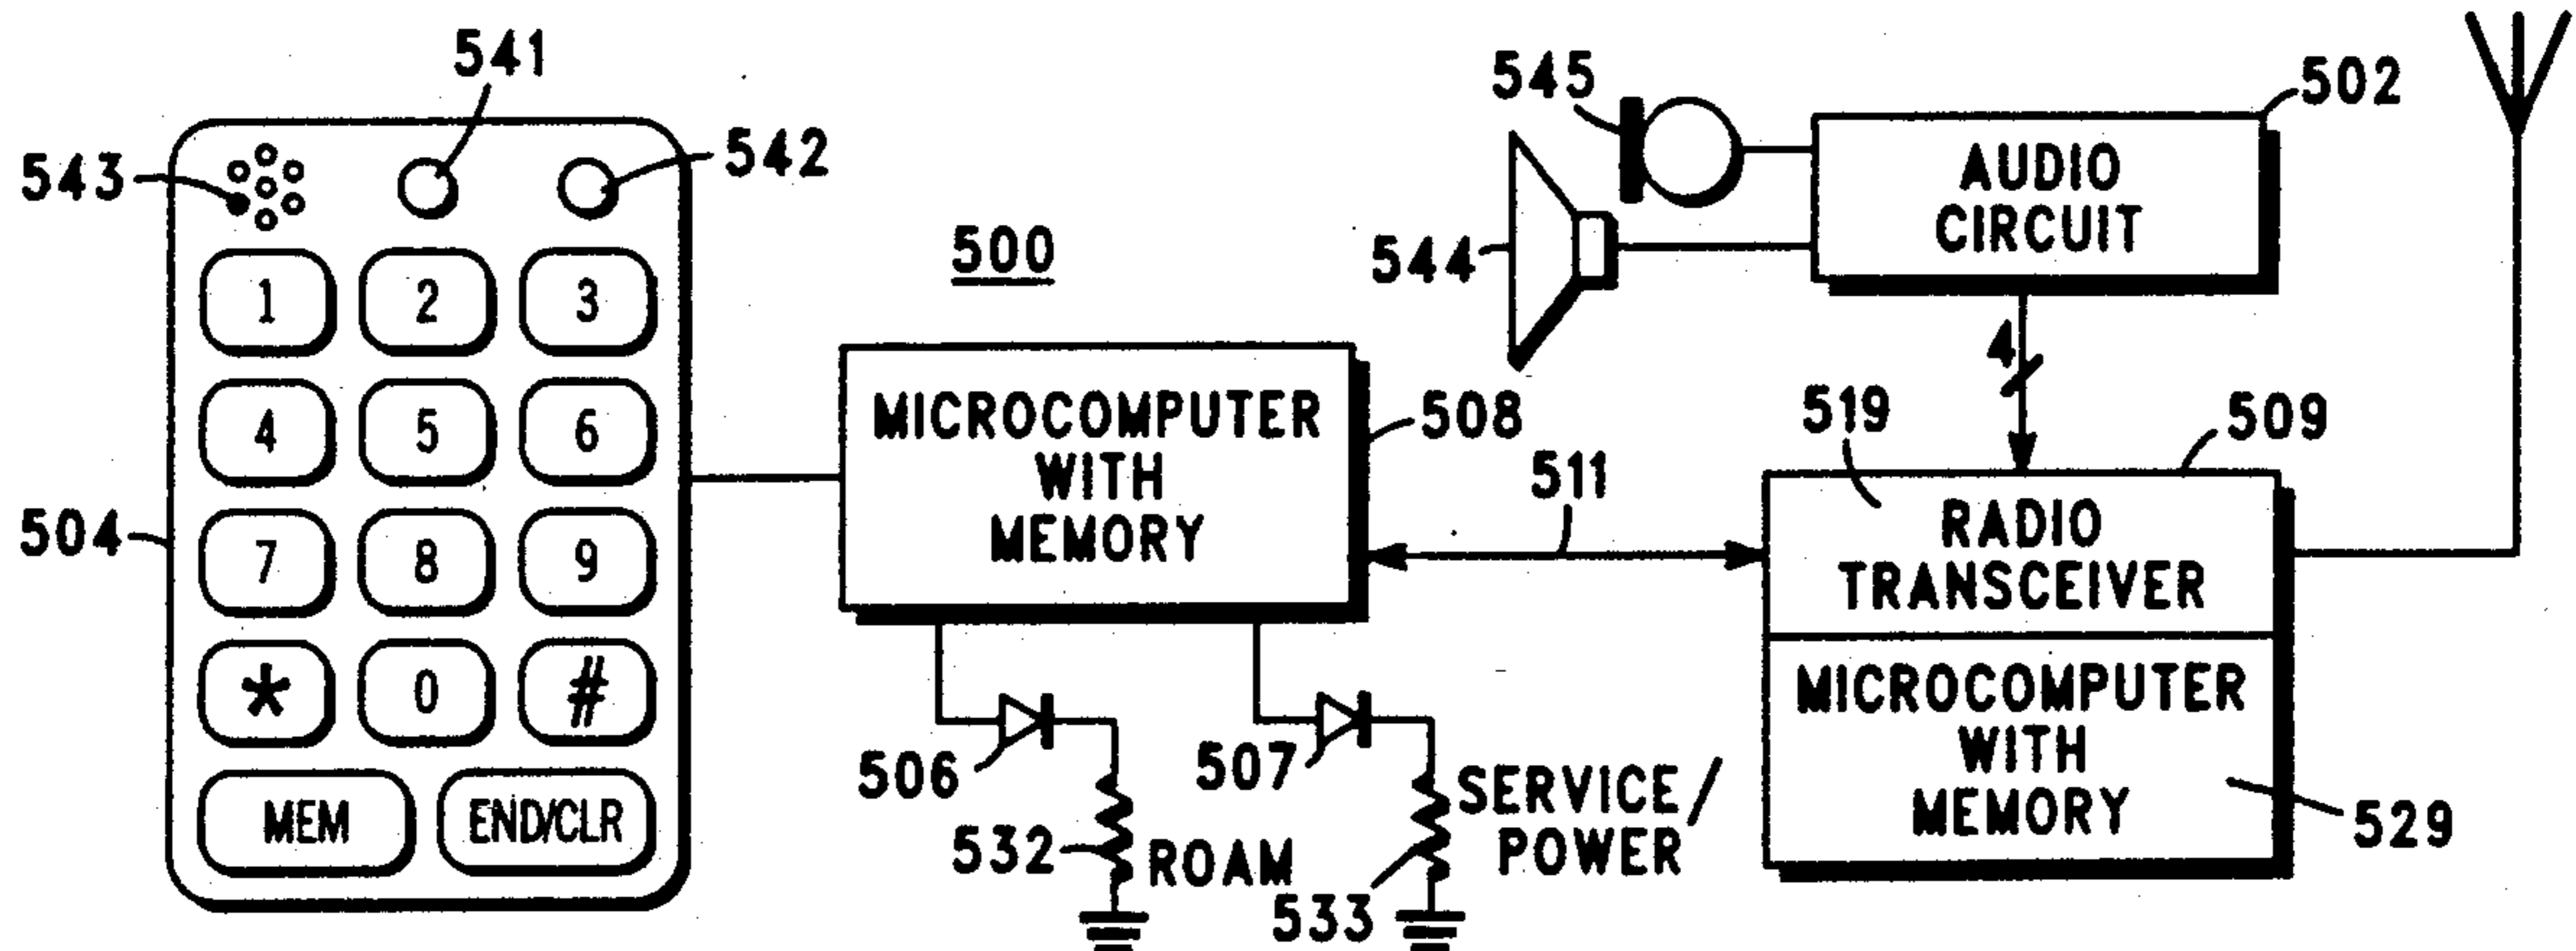 541
545
502
543
542
AUDIO
CIRCUIT
500
544
1 2 3
4
MICROCOMPUTER
WITH
MEMORY
508
519
509
4 5 6
511
RADIO
TRANSCEIVER
504
7 8 9
* 0 #
MICROCOMPUTER
WITH
MEMORY
506
507
SERVICE/
POWER
529
MEM END/CLR
532
ROAM
533